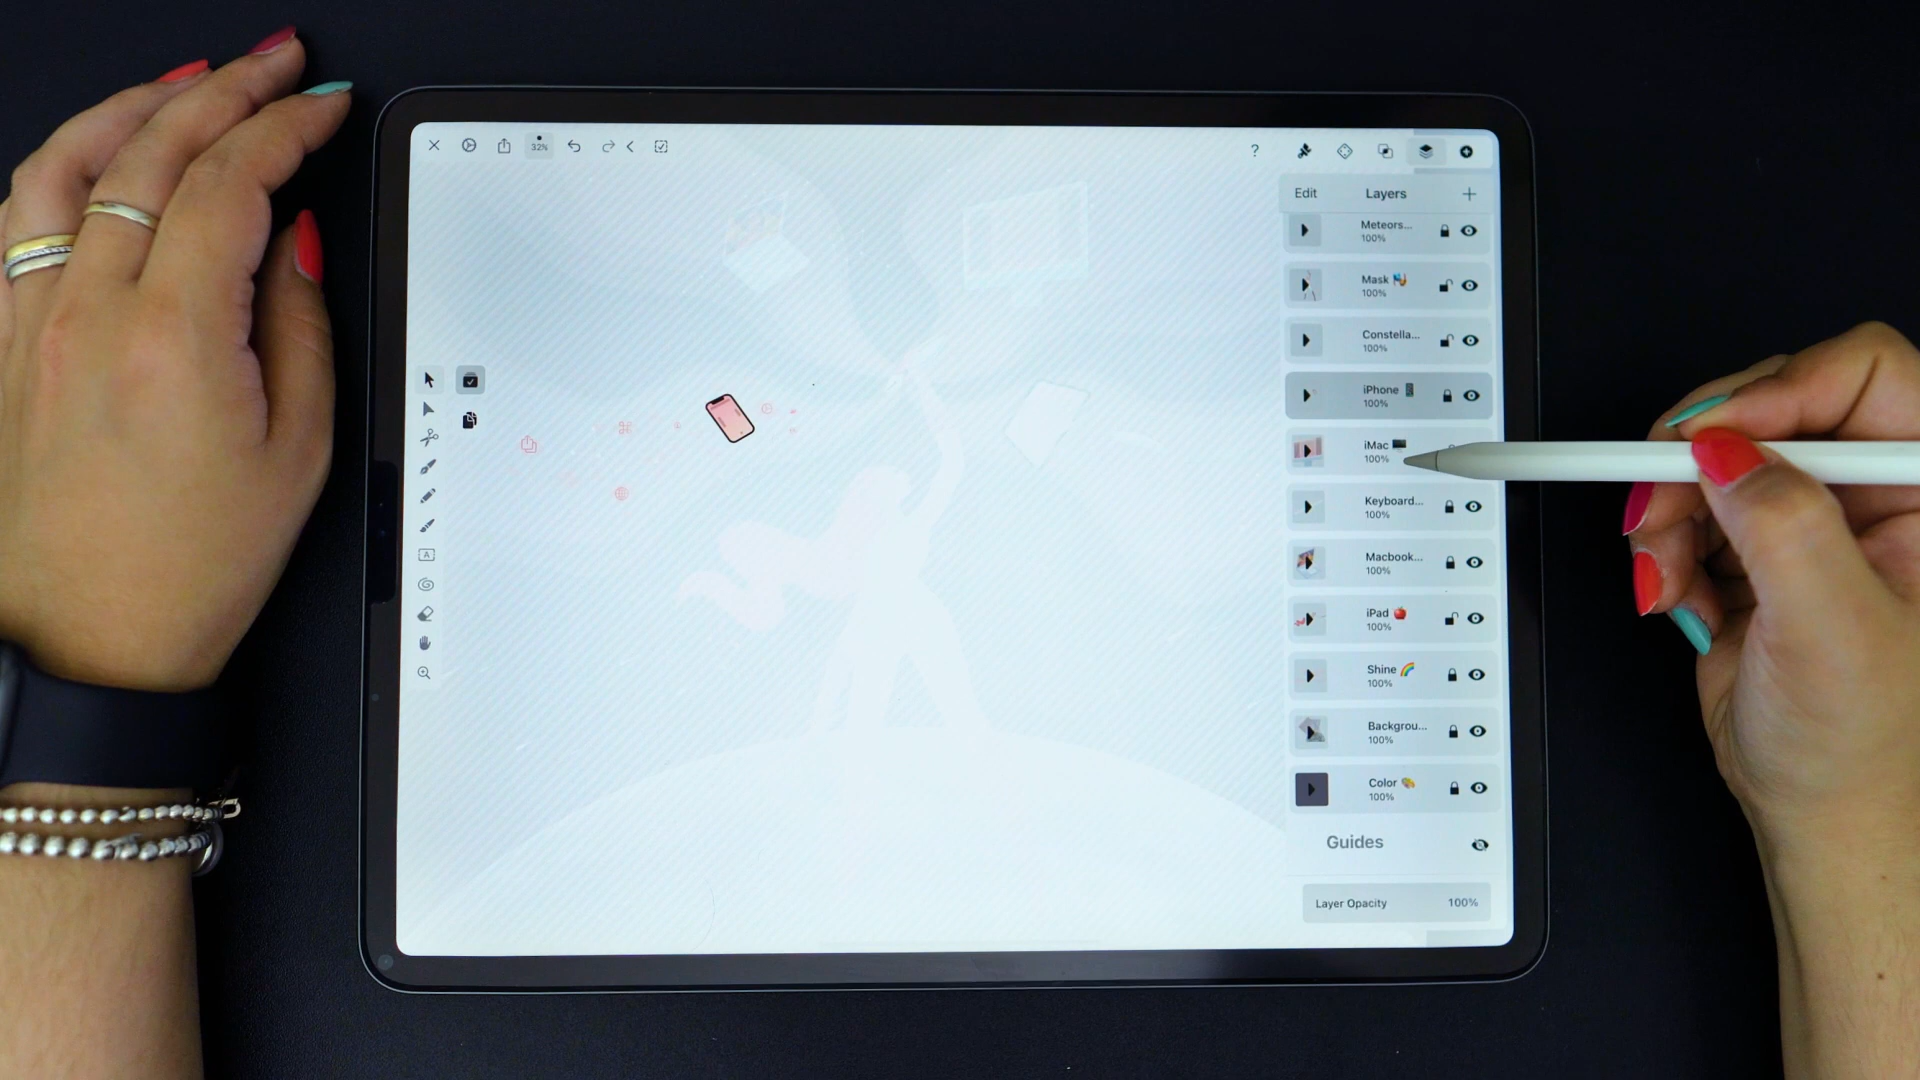 32%
?
Edit Layers
Meteors...
100%
Mask
100%
Constella...
100%
iPhone
100%
iMac
100%
Keyboard...
100%
Macbook...
100%
A
iPad
100%
Shine
100%
Backgrou...
100%
Color
100%
Guides
Layer Opacity 100%